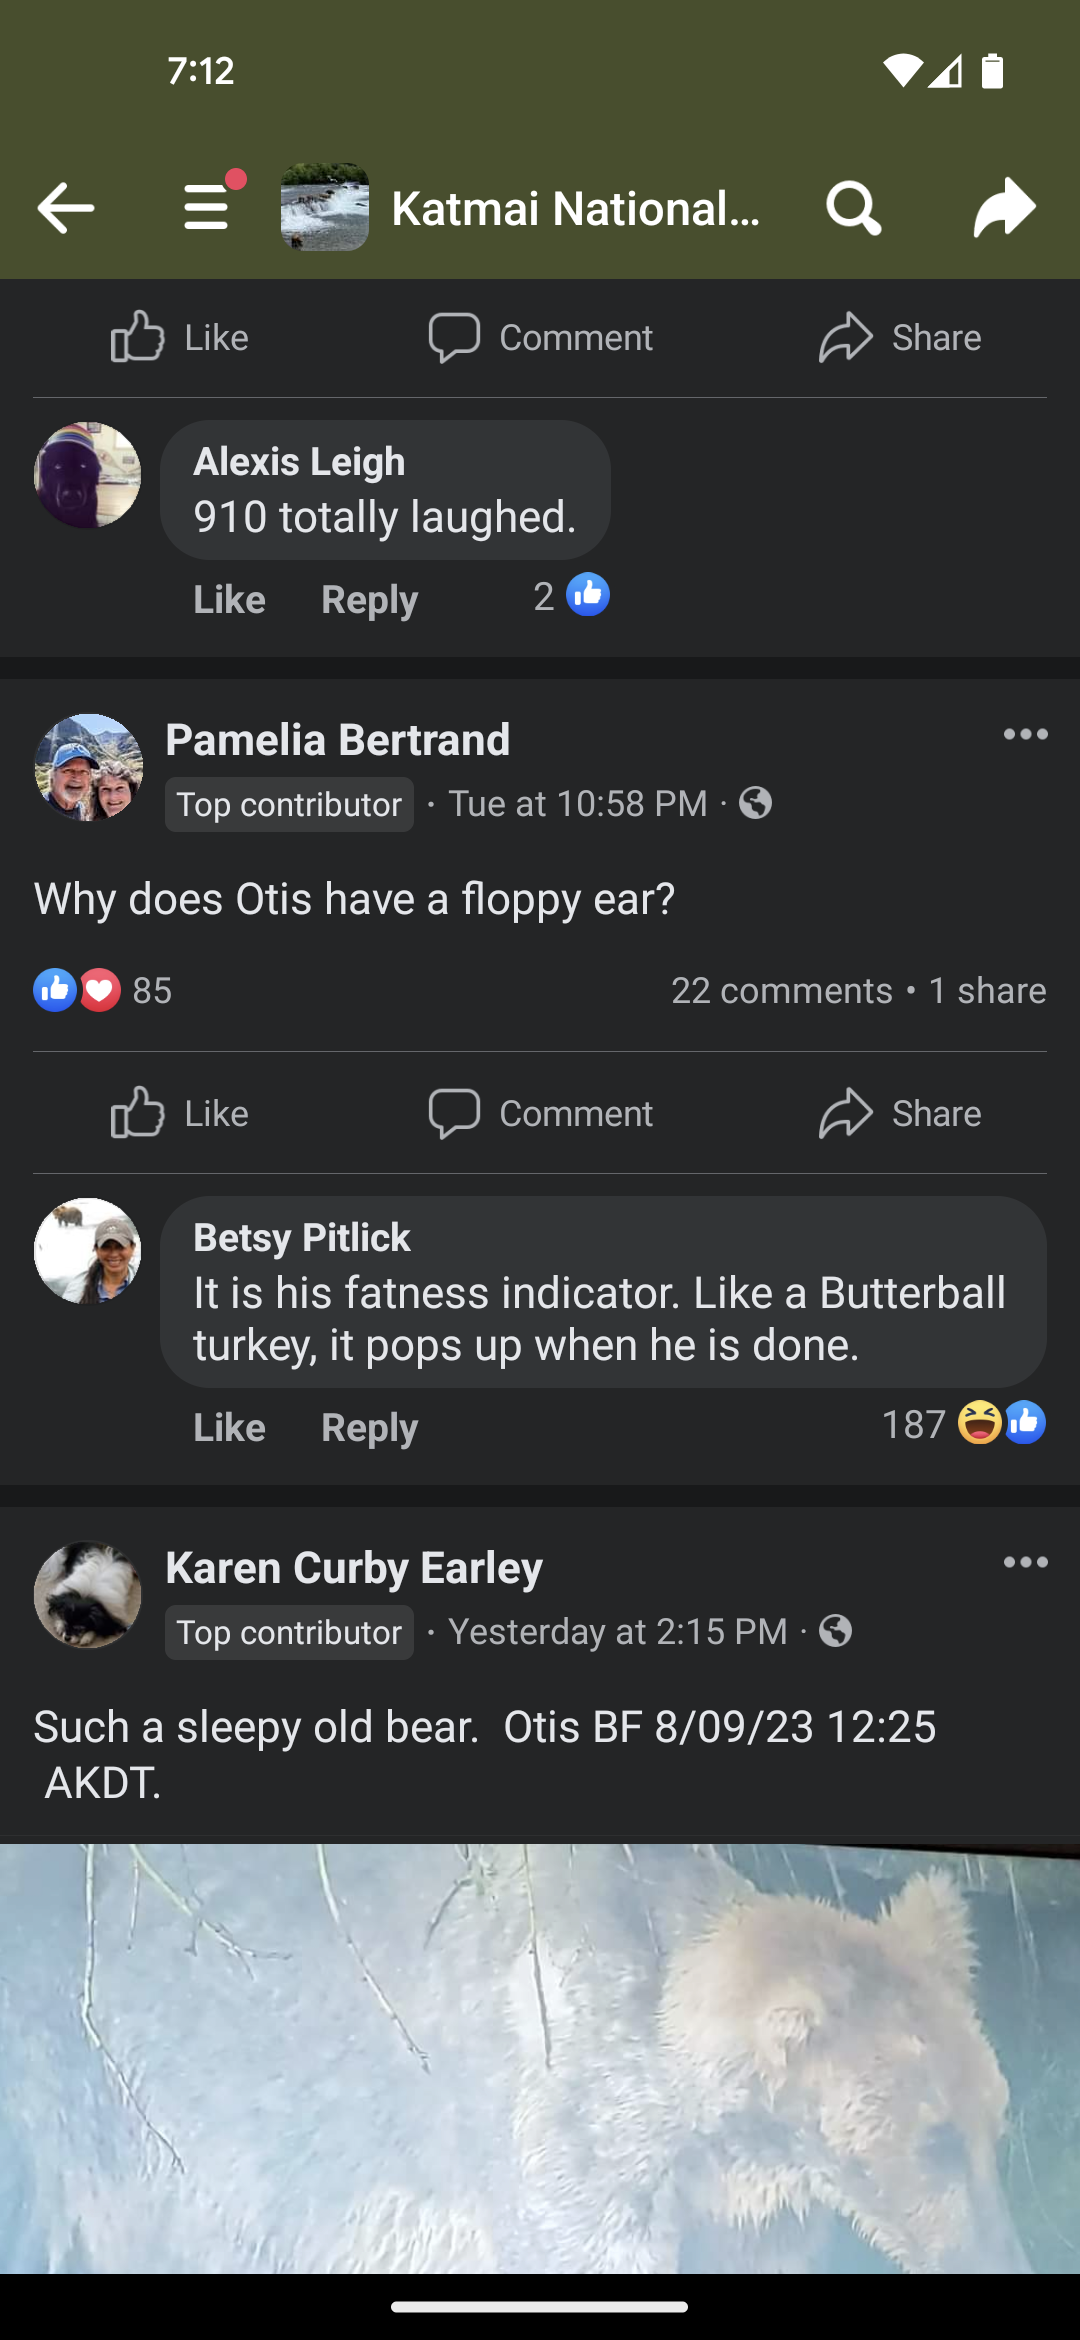 7:12
Katmai National...
Like Comment Share
Alexis Leigh
910 totally laughed.
Like Reply 2
Pamelia Bertrand
Top contributor · Tue at 10:58 PM ·
Why does Otis have a floppy ear?
85 22 comments • 1 share
Like Comment Share
Betsy Pitlick
It is his fatness indicator. Like a Butterball
turkey, it pops up when he is done.
Like Reply 187
Karen Curby Earley
Top contributor · Yesterday at 2:15 PM ·
Such a sleepy old bear.  Otis BF 8/09/23 12:25
AKDT.